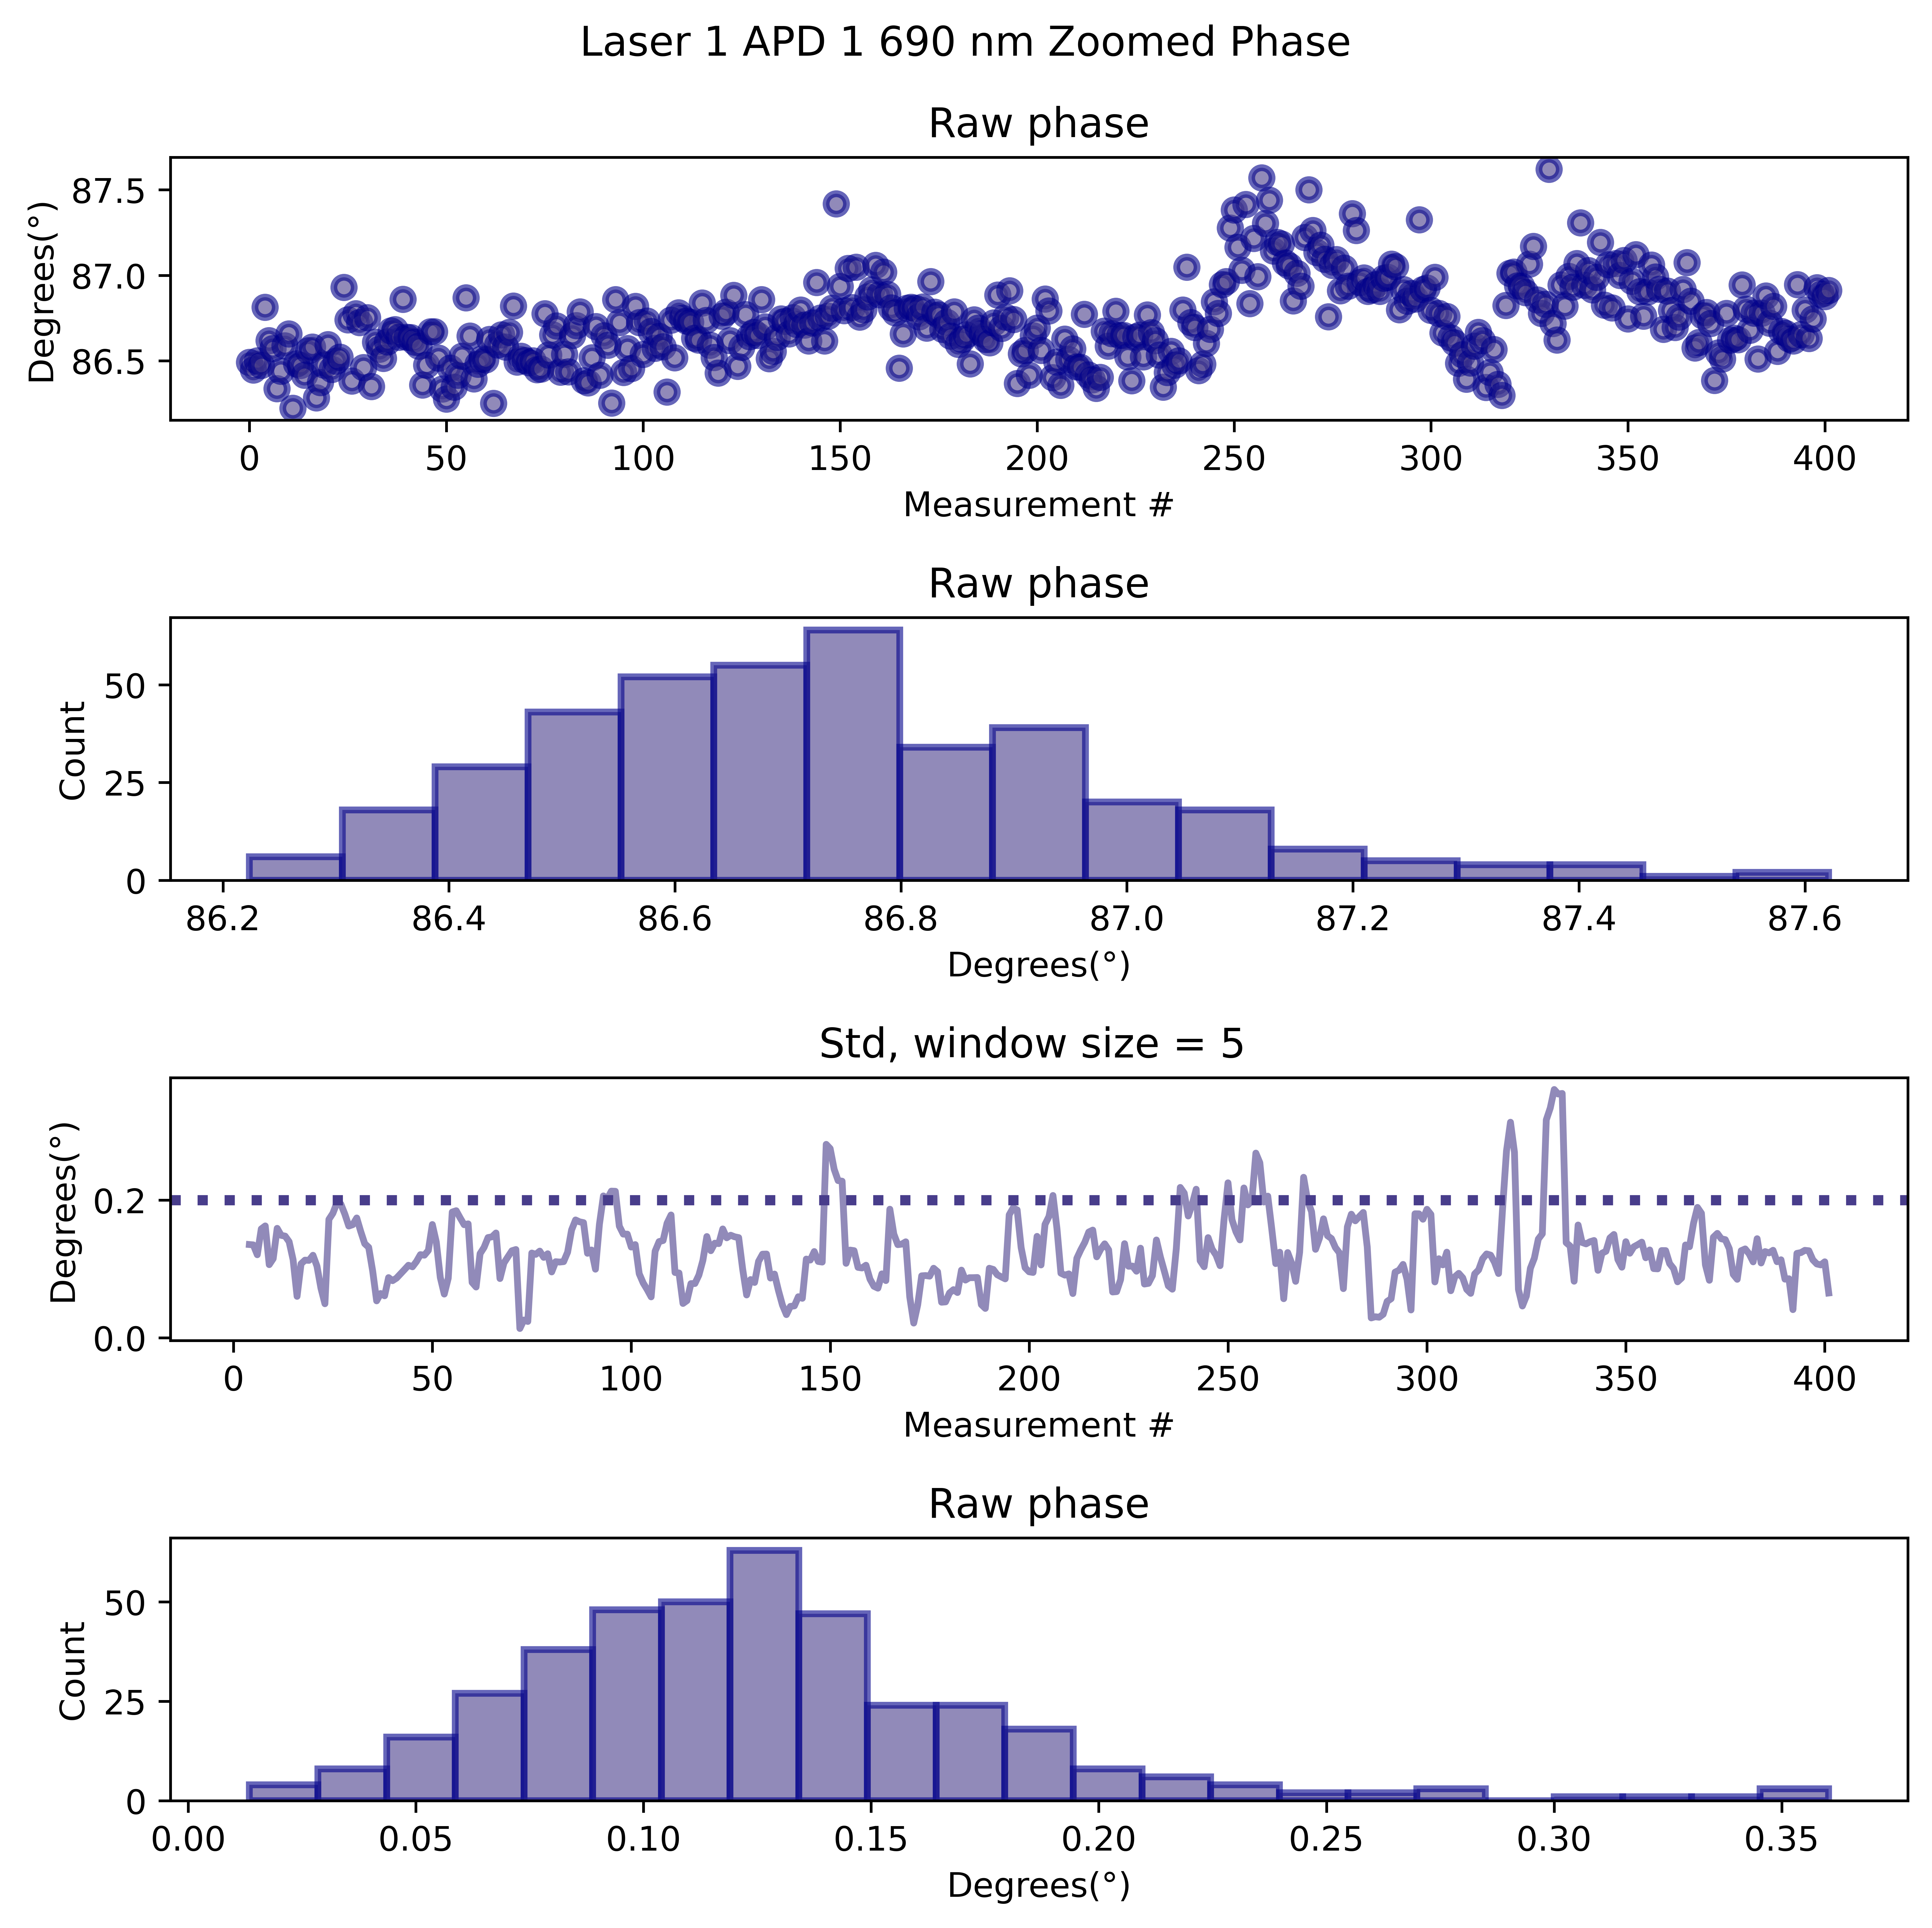 Laser 1 APD 1 690 nm Zoomed Phase
Raw phase
Degrees(°)
87.5
87.0
86.5
0 50 100 150 200 250 300 350 400
Measurement #
Raw phase
Count
50
25
0
86.2 86.4 86.6 86.8 87.0 87.2 87.4 87.6
Degrees(°)
Std, window size = 5
Degrees(°)
0.2
0.0
0 50 100 150 200 250 300 350 400
Measurement #
Raw phase
Count
50
25
0
0.00 0.05 0.10 0.15 0.20 0.25 0.30 0.35
Degrees(°)